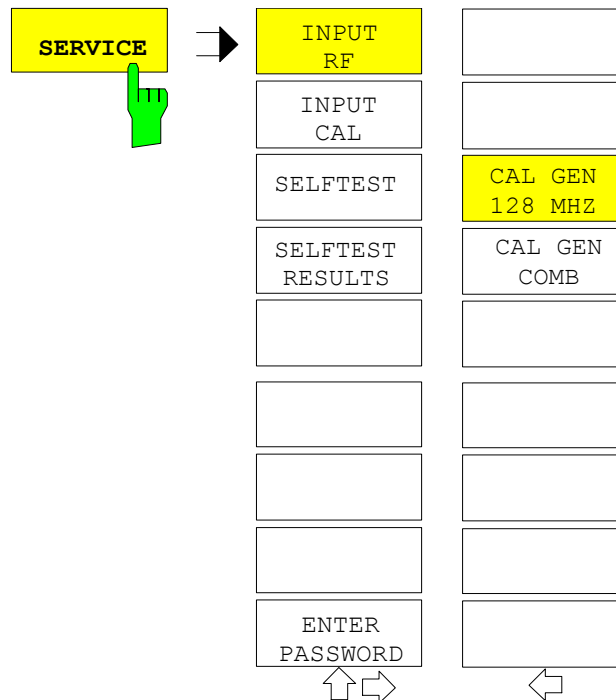 SERVICE
INPUT
RF
INPUT
CAL
SELFTEST
SELFTEST
RESULTS
ENTER
PASSWORD
CAL GEN
128 MHZ
CAL GEN
COMB